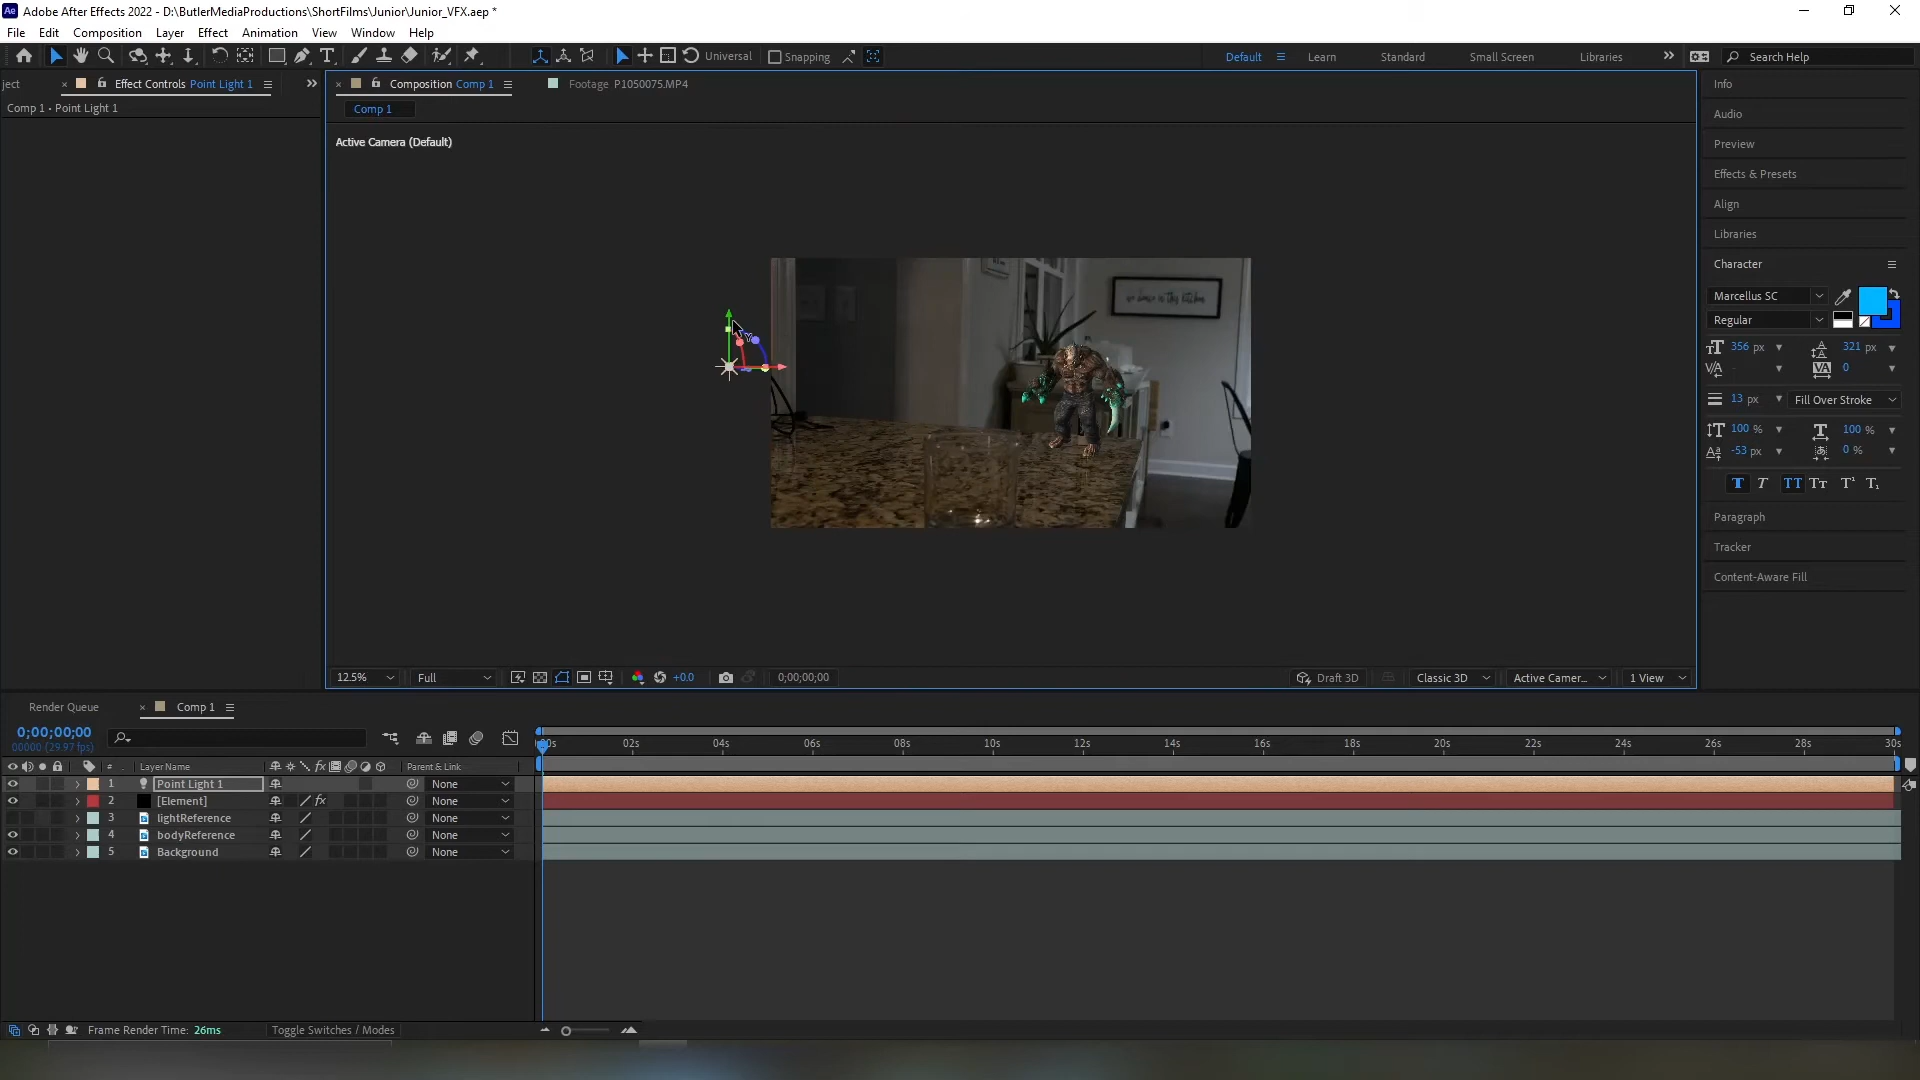 Ae Adobe After Effects 2022 - D:\ButlerMediaProductions\ShortFilms\Junior\Junior_VFX.aep *
File Edit Composition Layer Effect Animation View Window Help
Universal Snapping Default Learn Standard Small Screen Libraries Search Help
ject Effect Controls Point Light 1 Composition Comp 1 Footage P1050075.MP4
Comp 1 • Point Light 1
Comp 1
Active Camera (Default)
Info
Audio
Preview
Effects & Presets
Align
Libraries
Character
Marcellus SC
Regular
356 px 321 px
0
13 px Fill Over Stroke
100 % 100 %
-53 px 0 %
Paragraph
Tracker
Content-Aware Fill
12.5% Full +0.0 0;00;00;00 Draft 3D Classic 3D Active Camer... 1 View
Render Queue Comp 1
0;00;00;00
00000 (29.97 fps)
:00s 02s 04s 06s 08s 10s 12s 14s 16s 18s 20s 22s 24s 26s 28s 30s
# Layer Name Parent & Link
1 Point Light 1 None
2 [Element] None
3 lightReference None
4 bodyReference None
5 Background None
Frame Render Time: 26ms Toggle Switches / Modes